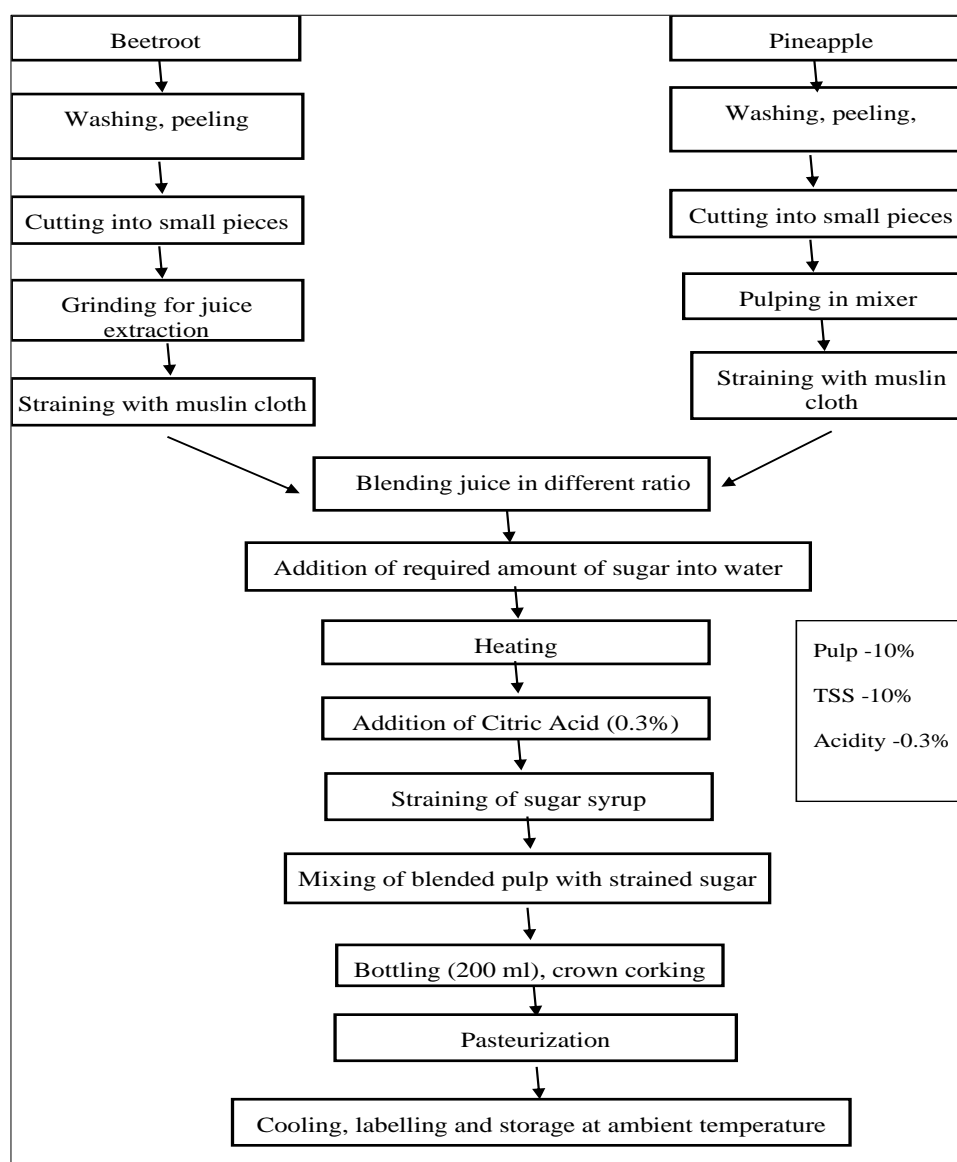 Beetroot
Washing, peeling
Cutting into small pieces
Grinding for juice
extraction
Straining with muslin cloth
Pineapple
Washing, peeling,
Cutting into small pieces
Pulping in mixer
Straining with muslin
cloth
Blending juice in different ratio
Addition of required amount of sugar into water
Heating
Addition of Citric Acid (0.3%)
Straining of sugar syrup
Mixing of blended pulp with strained sugar
Bottling (200 ml), crown corking
Pasteurization
Cooling, labelling and storage at ambient temperature
Pulp -10%
TSS -10%
Acidity -0.3%